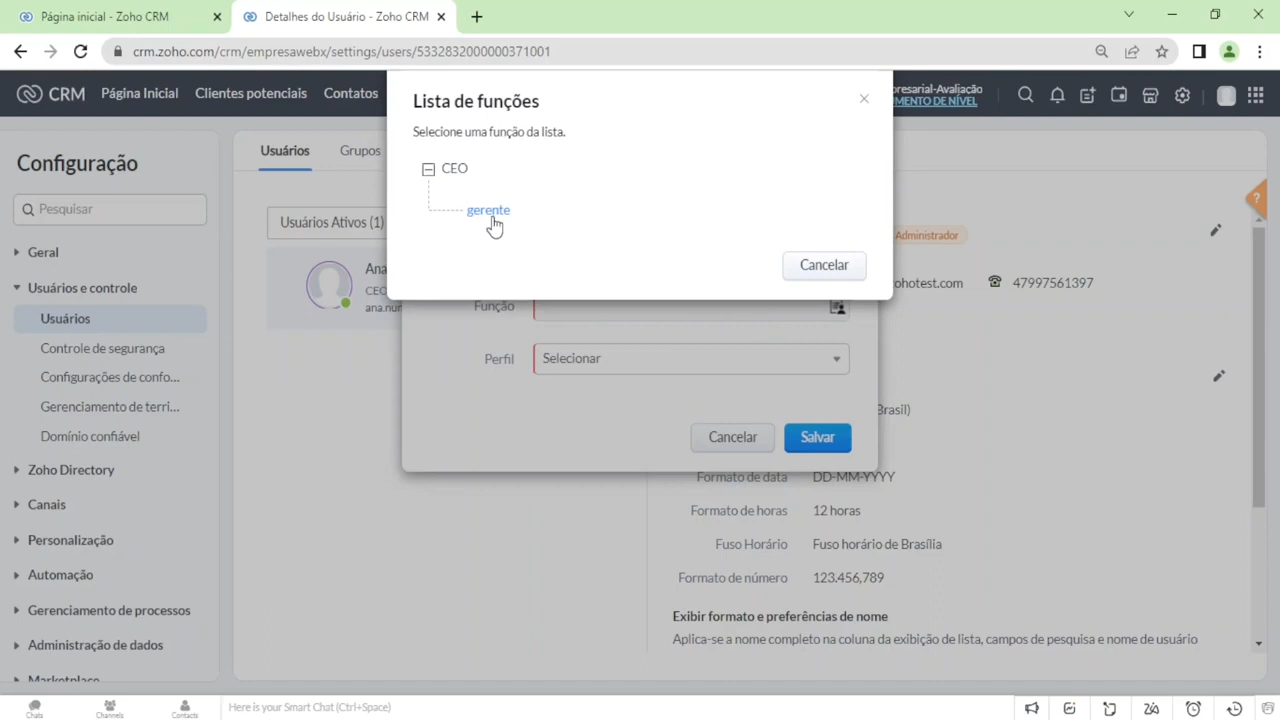 Página inicial - Zoho CRM
Detalhes do Usuário - Zoho CRM
crm.zoho.com/crm/empresawebx/settings/users/5332832000000371001
CRM
Página Inicial
Clientes potenciais
Contatos
presarial-Avaliação
MENTO DE NÍVEL
Lista de funções
Selecione uma função da lista.
CEO
gerente
Cancelar
Configuração
Pesquisar
Geral
Usuários e controle
Usuários
Controle de segurança
Configurações de confo...
Gerenciamento de terri...
Domínio confiável
Zoho Directory
Canais
Personalização
Automação
Gerenciamento de processos
Administração de dados
Marketplace
Usuários
Grupos
Usuários Ativos (1)
Ana
CEO
ana.nun
Administrador
ohotest.com
47997561397
Função
Perfil
Selecionar
Cancelar
Salvar
Brasil)
Formato de data
DD-MM-YYYY
Formato de horas
12 horas
Fuso Horário
Fuso horário de Brasília
Formato de número
123.456,789
Exibir formato e preferências de nome
Aplica-se a nome completo na coluna da exibição de lista, campos de pesquisa e nome de usuário
?
Chats
Channels
Contacts
Here is your Smart Chat (Ctrl+Space)